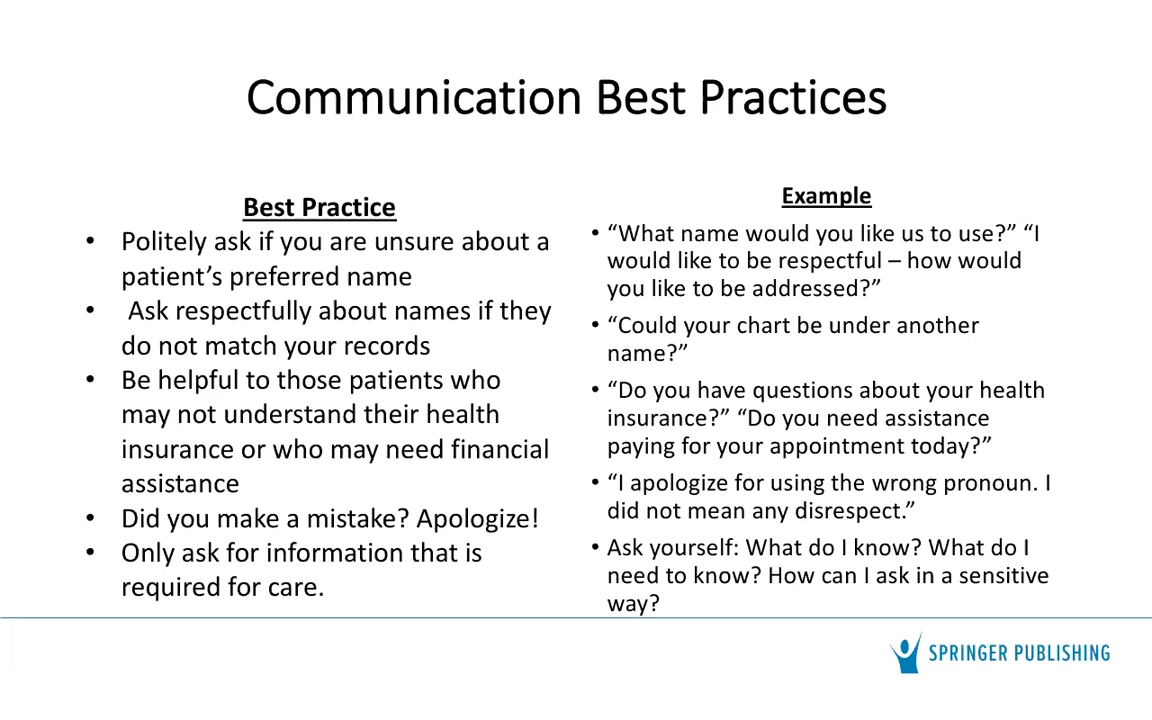 Communication Best Practices
Best Practice
• Politely ask if you are unsure about a
patient’s preferred name
• Ask respectfully about names if they
do not match your records
• Be helpful to those patients who
may not understand their health
insurance or who may need financial
assistance
• Did you make a mistake? Apologize!
• Only ask for information that is
required for care.
Example
• “What name would you like us to use?” “I
would like to be respectful – how would
you like to be addressed?”
• “Could your chart be under another
name?”
• “Do you have questions about your health
insurance?” “Do you need assistance
paying for your appointment today?”
• “I apologize for using the wrong pronoun. I
did not mean any disrespect.”
• Ask yourself: What do I know? What do I
need to know? How can I ask in a sensitive
way?
SPRINGER PUBLISHING